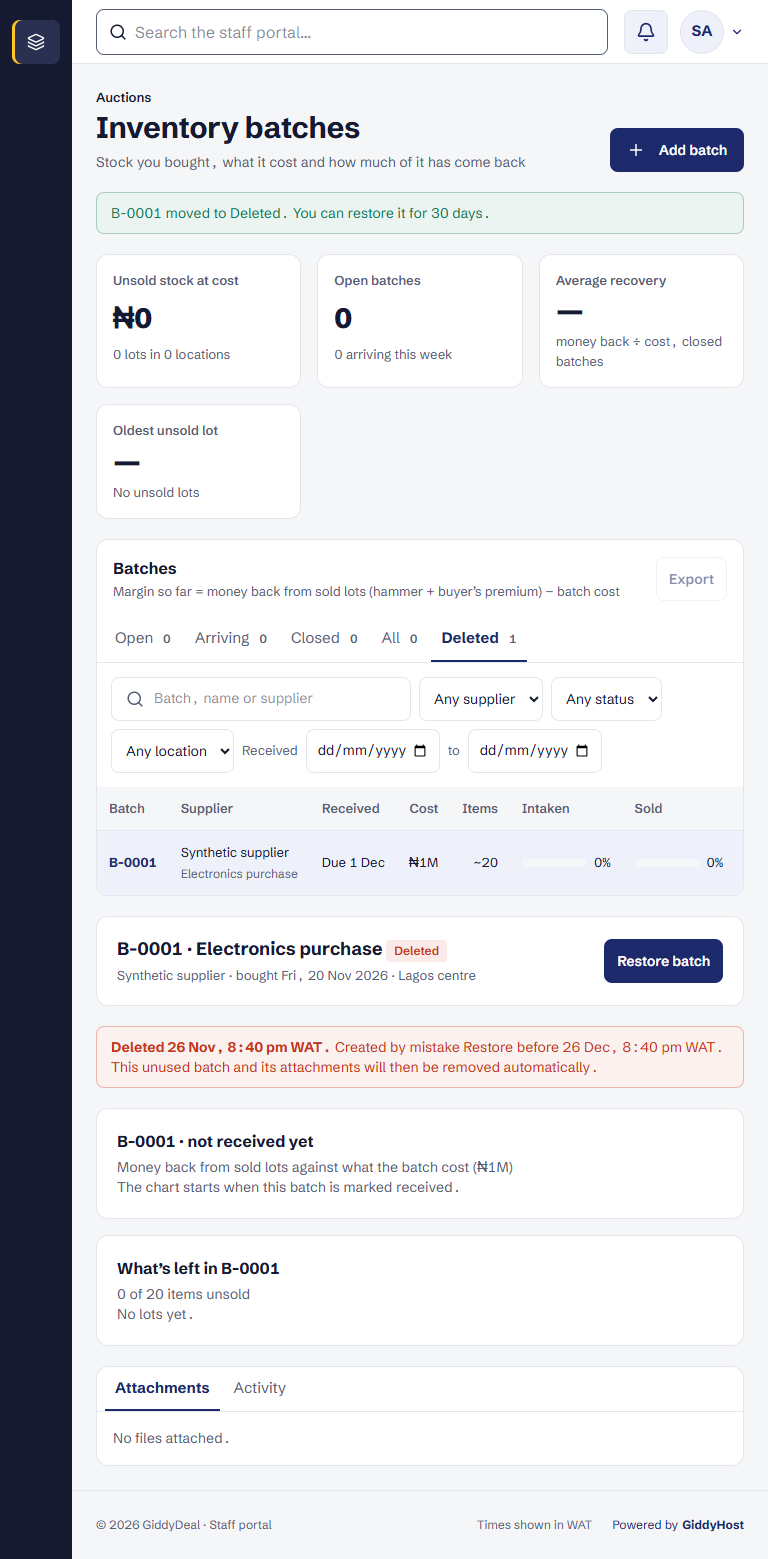 Search the staff portal...
SA
Auctions
Inventory batches
Stock you bought, what it cost and how much of it has come back
Add batch
B-0001 moved to Deleted. You can restore it for 30 days.
Unsold stock at cost
₦0
0 lots in 0 locations
Open batches
0
0 arriving this week
Average recovery
—
money back ÷ cost, closed
batches
Oldest unsold lot
—
No unsold lots
Batches
Margin so far = money back from sold lots (hammer + buyer's premium) − batch cost
Export
Open 0 Arriving 0 Closed 0 All 0 Deleted 1
Batch, name or supplier Any supplier Any status
Any location Received dd/mm/yyyy to dd/mm/yyyy
Batch Supplier Received Cost Items Intaken Sold
B-0001 Synthetic supplier Due 1 Dec ₦1M ~20 0% 0%
Electronics purchase
B-0001 · Electronics purchase Deleted
Synthetic supplier · bought Fri, 20 Nov 2026 · Lagos centre
Restore batch
Deleted 26 Nov, 8:40 pm WAT. Created by mistake Restore before 26 Dec, 8:40 pm WAT.
This unused batch and its attachments will then be removed automatically.
B-0001 · not received yet
Money back from sold lots against what the batch cost (₦1M)
The chart starts when this batch is marked received.
What's left in B-0001
0 of 20 items unsold
No lots yet.
Attachments Activity
No files attached.
© 2026 GiddyDeal · Staff portal Times shown in WAT Powered by GiddyHost